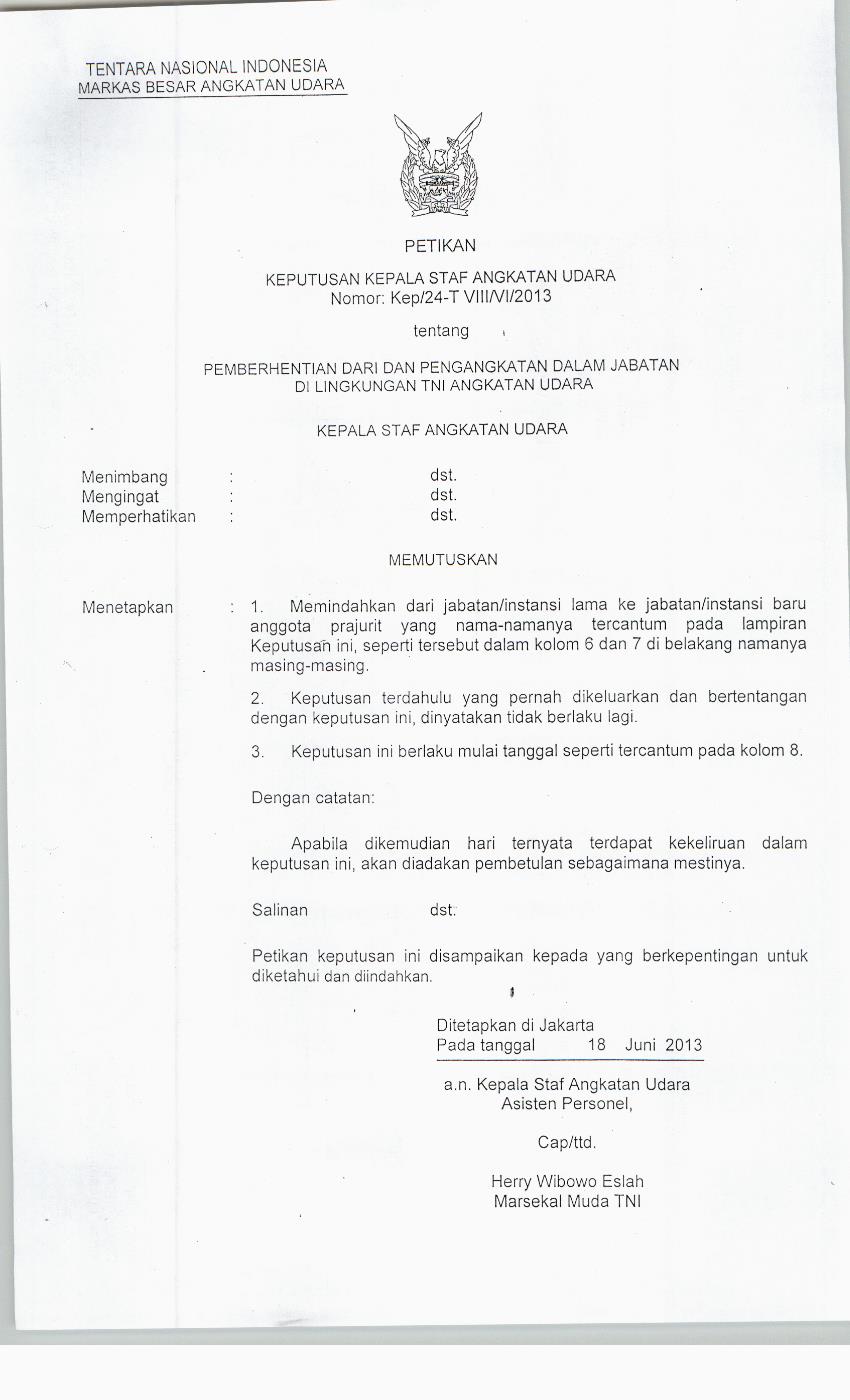 TENTARA NASIONAL INDONESIA
MARKAS BESAR ANGKATAN UDARA
PETIKAN
KEPUTUSAN KEPALA STAF ANGKATAN UDARA
Nomor: Kep/24-T VIII/VI/2013
tentang
PEMBERHENTIAN DARI DAN PENGANGKATAN DALAM JABATAN
DI LINGKUNGAN TNI ANGKATAN UDARA
KEPALA STAF ANGKATAN UDARA
Menimbang : dst.
Mengingat : dst.
Memperhatikan : dst.
MEMUTUSKAN
Menetapkan : 1. Memindahkan dari jabatan/instansi lama ke jabatan/instansi baru
anggota prajurit yang nama-namanya tercantum pada lampiran
Keputusan ini, seperti tersebut dalam kolom 6 dan 7 di belakang namanya
masing-masing.
2. Keputusan terdahulu yang pernah dikeluarkan dan bertentangan
dengan keputusan ini, dinyatakan tidak berlaku lagi.
3. Keputusan ini berlaku mulai tanggal seperti tercantum pada kolom 8.
Dengan catatan:
Apabila dikemudian hari ternyata terdapat kekeliruan dalam
keputusan ini, akan diadakan pembetulan sebagaimana mestinya.
Salinan dst.
Petikan keputusan ini disampaikan kepada yang berkepentingan untuk
diketahui dan diindahkan.
Ditetapkan di Jakarta
Pada tanggal 18 Juni 2013
a.n. Kepala Staf Angkatan Udara
Asisten Personel,
Cap/ttd.
Herry Wibowo Eslah
Marsekal Muda TNI